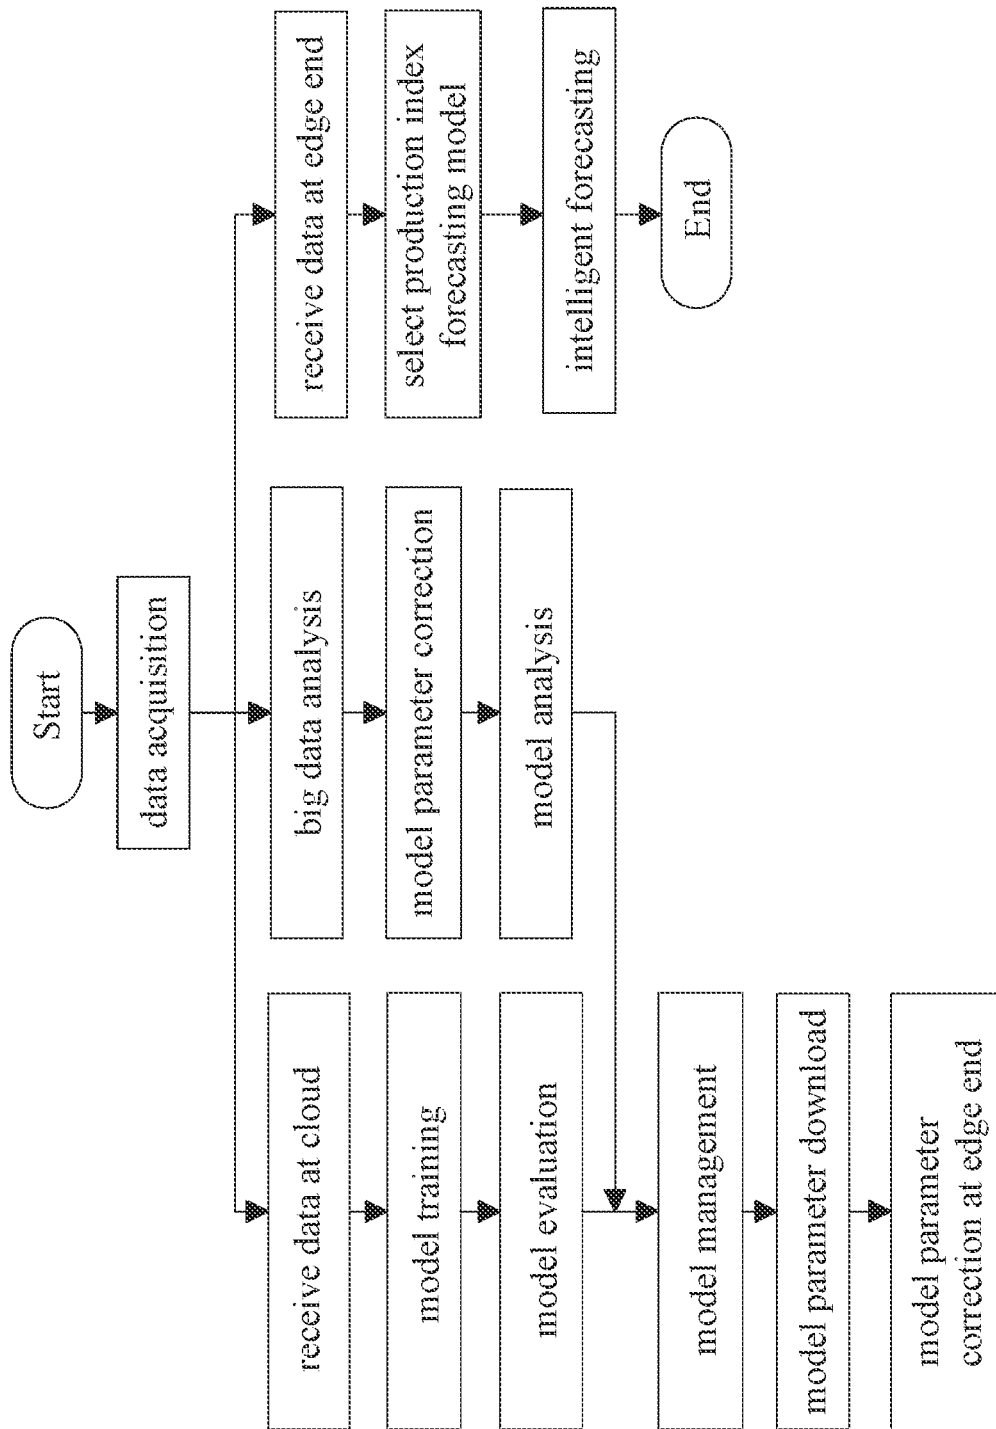 Start
data acquisition
receive data at cloud
model training
model evaluation
model management
model parameter download
model parameter
correction at edge end
big data analysis
model parameter correction
model analysis
receive data at edge end
select production index
forecasting model
intelligent forecasting
End